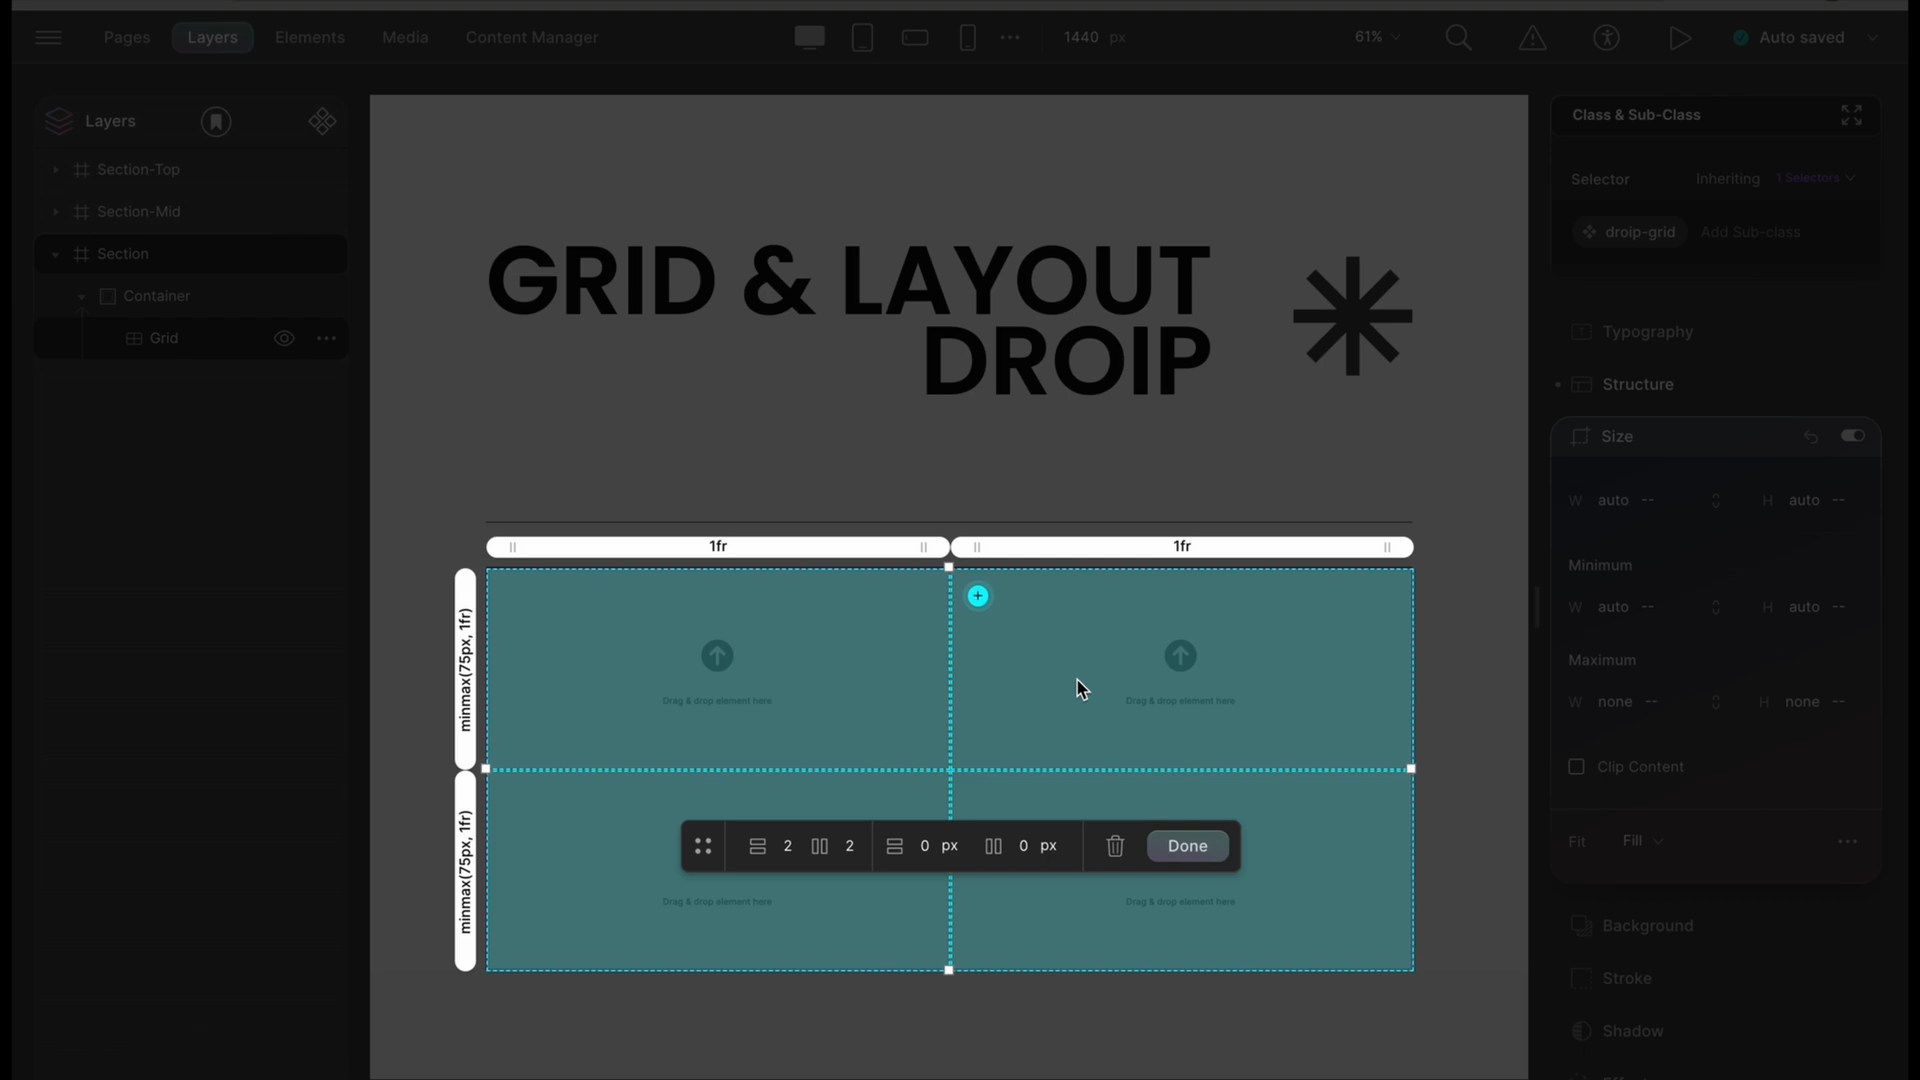 Pages
Layers
Elements
Media
Content Manager
1440 px
61%
Auto saved
Layers
Section-Top
Section-Mid
Section
Container
Grid
GRID & LAYOUT
DROIP
1fr
1fr
minmax(75px, 1fr)
minmax(75px, 1fr)
Drag & drop element here
Drag & drop element here
2
2
0 px
0 px
Done
Drag & drop element here
Drag & drop element here
Class & Sub-Class
Selector
Inheriting
1 Selectors
droip-grid
Add Sub-class
Typography
Structure
Size
W auto --
H auto --
Minimum
W auto --
H auto --
Maximum
W none --
H none --
Clip Content
Fit
Fill
Background
Stroke
Shadow